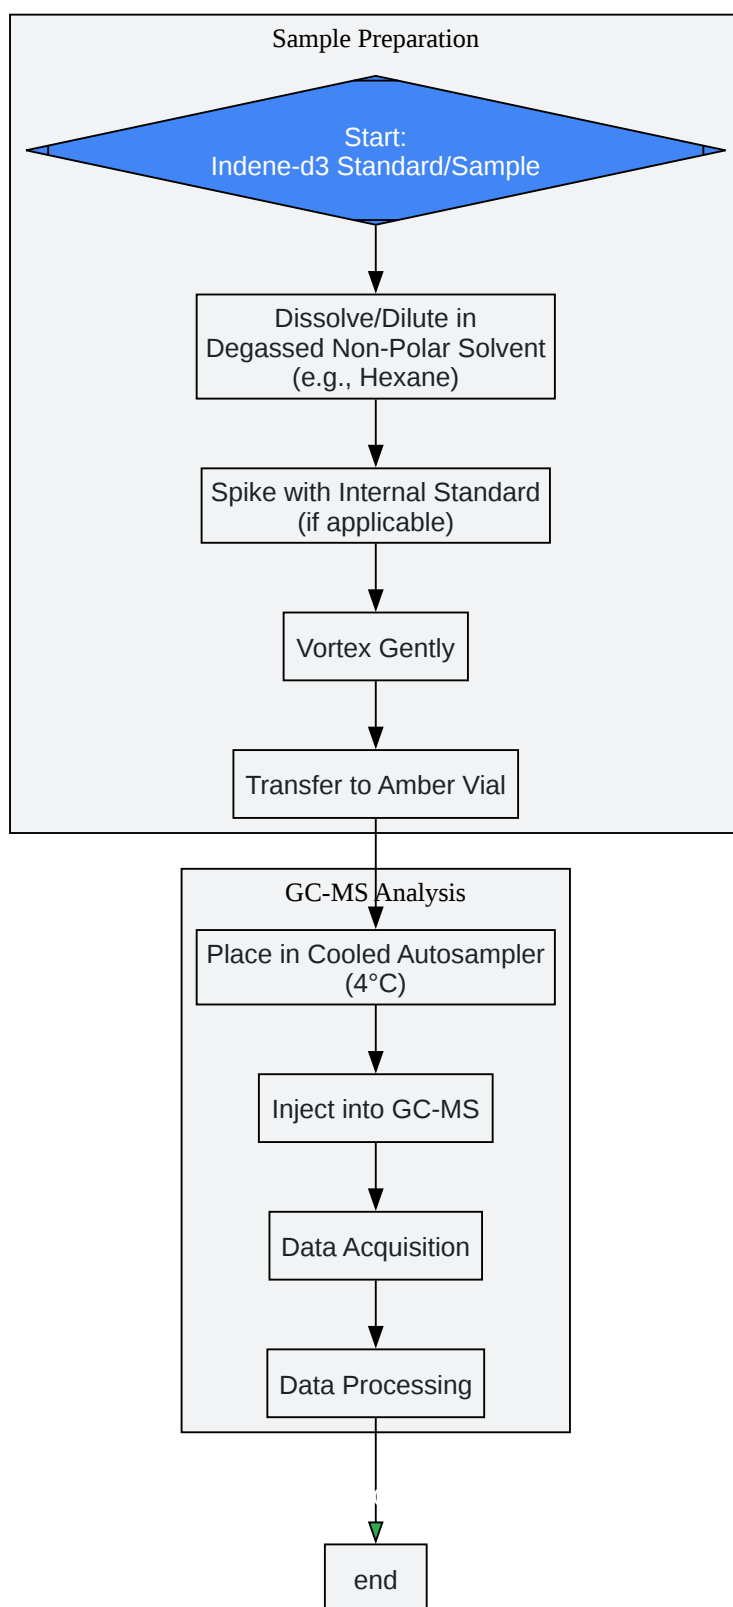 Sample Preparation
Start:
Indene-d3 Standard/Sample
Dissolve/Dilute in
Degassed Non-Polar Solvent
(e.g., Hexane)
Spike with Internal Standard
(if applicable)
Vortex Gently
Transfer to Amber Vial
GC-MS Analysis
Place in Cooled Autosampler
(4°C)
Inject into GC-MS
Data Acquisition
Data Processing
end